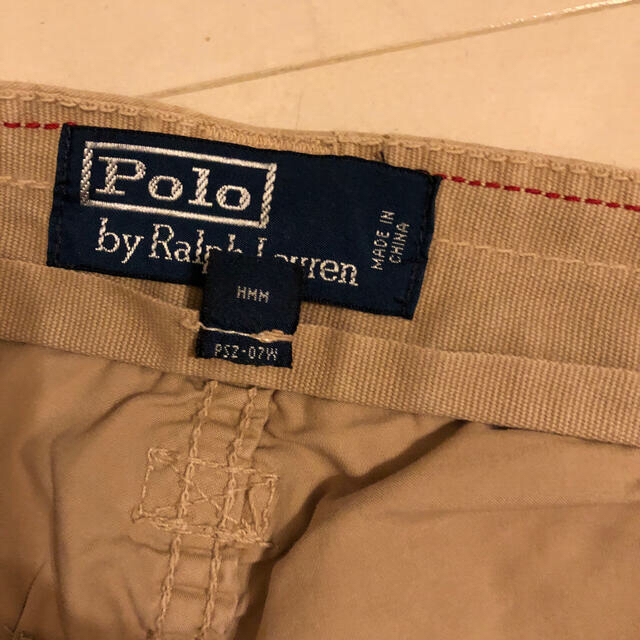 Polo
by Ralph Lauren
MADE IN
CHINA
HMM
PSZ-07W